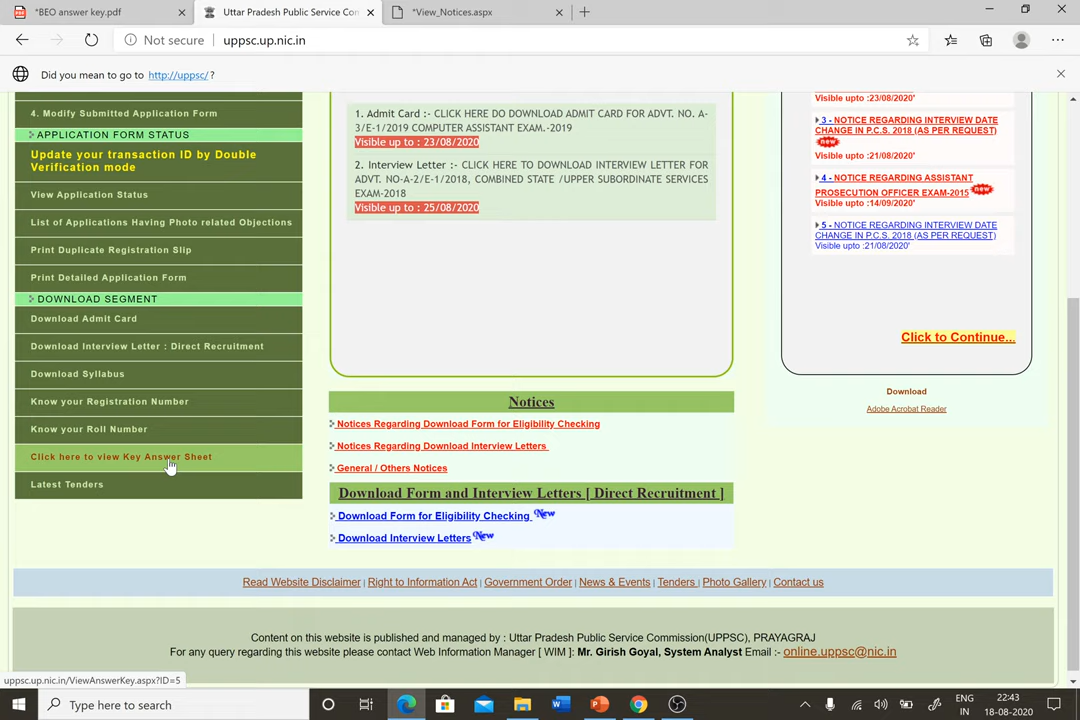 *BEO answer key.pdf
Uttar Pradesh Public Service Con
*View_Notices.aspx
Not secure
uppsc.up.nic.in
Did you mean to go to http://uppsc/ ?
4. Modify Submitted Application Form
APPLICATION FORM STATUS
Update your transaction ID by Double
Verification mode
View Application Status
List of Applications Having Photo related Objections
Print Duplicate Registration Slip
Print Detailed Application Form
DOWNLOAD SEGMENT
Download Admit Card
Download Interview Letter : Direct Recruitment
Download Syllabus
Know your Registration Number
Know your Roll Number
Click here to view Key Answer Sheet
Latest Tenders
1. Admit Card :- CLICK HERE DO DOWNLOAD ADMIT CARD FOR ADVT. NO. A-
3/E-1/2019 COMPUTER ASSISTANT EXAM.-2019
Visible up to : 23/08/2020
2. Interview Letter :- CLICK HERE TO DOWNLOAD INTERVIEW LETTER FOR
ADVT. NO-A-2/E-1/2018, COMBINED STATE /UPPER SUBORDINATE SERVICES
EXAM-2018
Visible up to : 25/08/2020
Notices
Notices Regarding Download Form for Eligibility Checking
Notices Regarding Download Interview Letters
General / Others Notices
Download Form and Interview Letters [ Direct Recruitment ]
Download Form for Eligibility Checking New
Download Interview Letters New
Visible upto :23/08/2020'
3 - NOTICE REGARDING INTERVIEW DATE
CHANGE IN P.C.S. 2018 (AS PER REQUEST)
new
Visible upto :21/08/2020'
4 - NOTICE REGARDING ASSISTANT
PROSECUTION OFFICER EXAM-2015 new
Visible upto :14/09/2020'
5 - NOTICE REGARDING INTERVIEW DATE
CHANGE IN P.C.S. 2018 (AS PER REQUEST)
Visible upto :21/08/2020'
Click to Continue...
Download
Adobe Acrobat Reader
Read Website Disclaimer | Right to Information Act | Government Order | News & Events | Tenders | Photo Gallery | Contact us
Content on this website is published and managed by : Uttar Pradesh Public Service Commission(UPPSC), PRAYAGRAJ
For any query regarding this website please contact Web Information Manager [ WIM ]: Mr. Girish Goyal, System Analyst Email :- online.uppsc@nic.in
uppsc.up.nic.in/ViewAnswerKey.aspx?ID=5
Type here to search
ENG
IN
22:43
18-08-2020